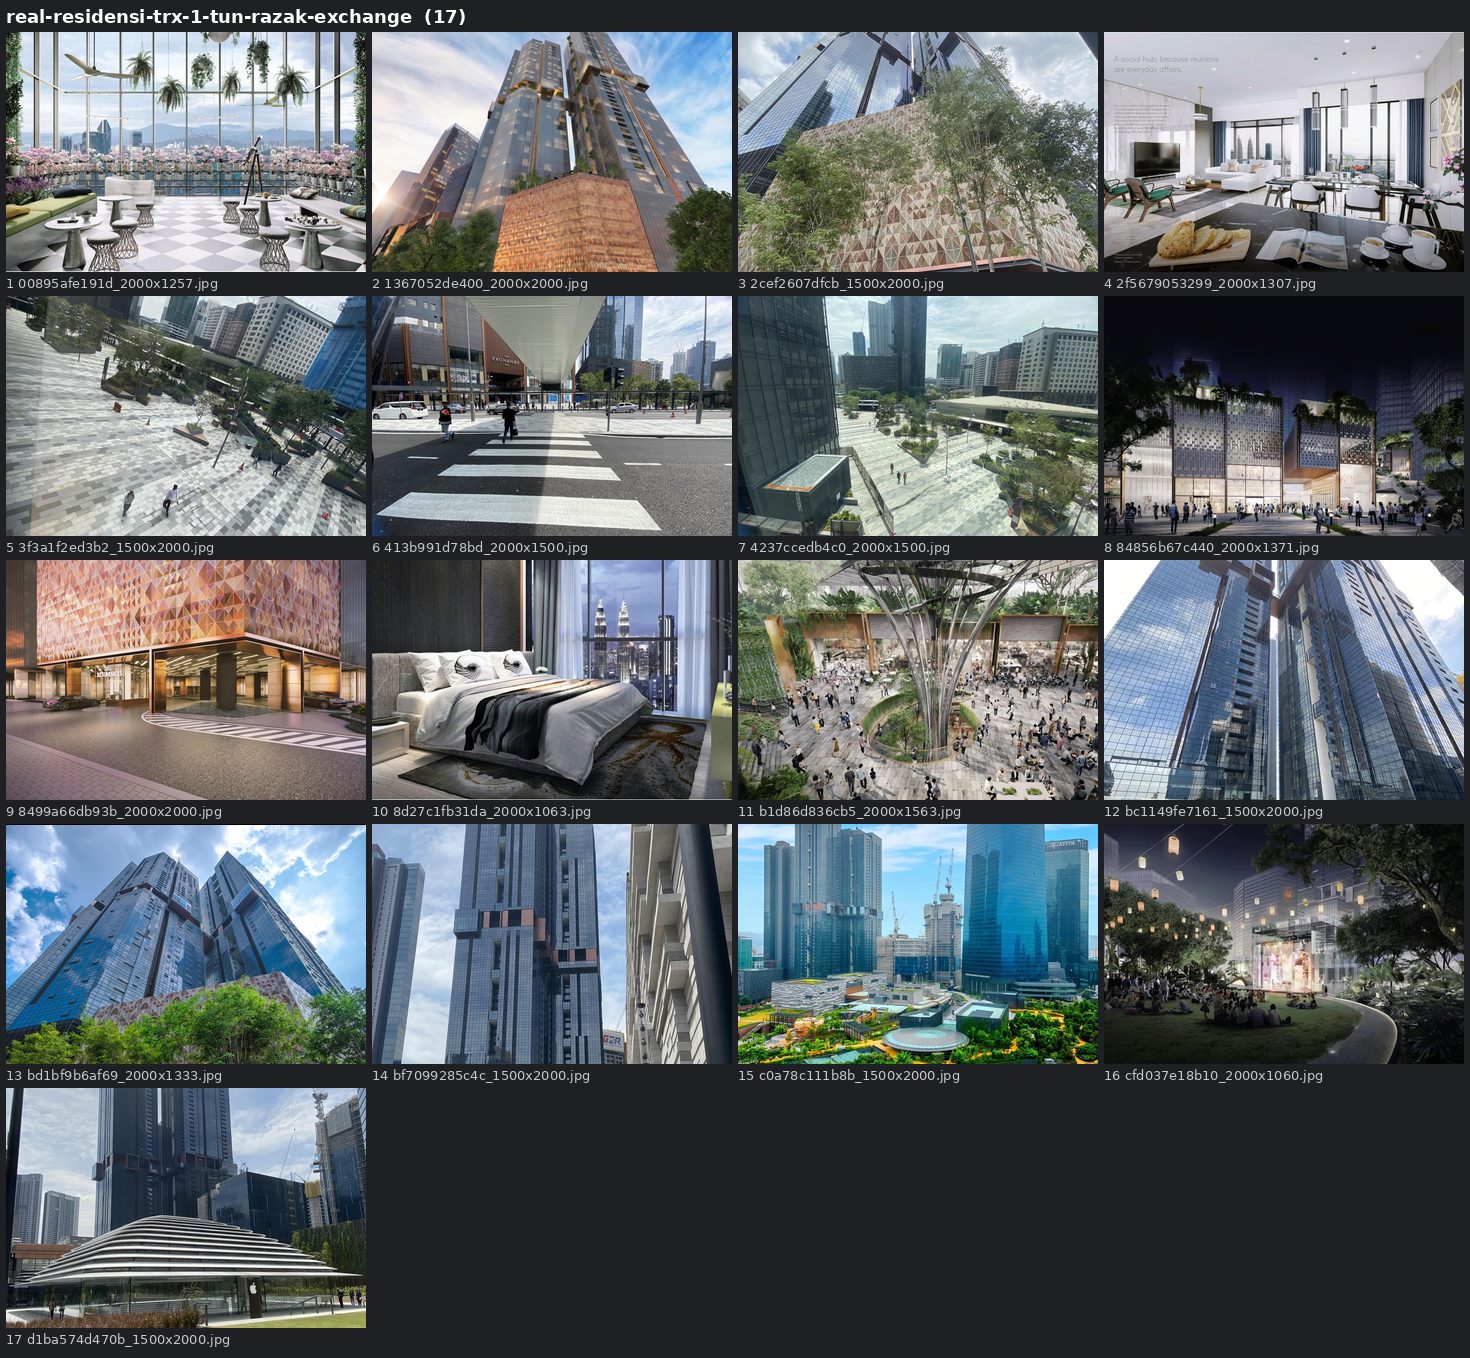 real-residensi-trx-1-tun-razak-exchange (17)
A social hub; because reunions
are everyday affairs.
1 00895afe191d_2000x1257.jpg
2 1367052de400_2000x2000.jpg
3 2cef2607dfcb_1500x2000.jpg
4 2f5679053299_2000x1307.jpg
EXCHANGE
5 3f3a1f2ed3b2_1500x2000.jpg
6 413b991d78bd_2000x1500.jpg
7 4237ccedb4c0_2000x1500.jpg
8 84856b67c440_2000x1371.jpg
EXCHANGE
RESIDENCES
9 8499a66db93b_2000x2000.jpg
10 8d27c1fb31da_2000x1063.jpg
11 b1d86d836cb5_2000x1563.jpg
12 bc1149fe7161_1500x2000.jpg
13 bd1bf9b6af69_2000x1333.jpg
14 bf7099285c4c_1500x2000.jpg
15 c0a78c111b8b_1500x2000.jpg
16 cfd037e18b10_2000x1060.jpg
17 d1ba574d470b_1500x2000.jpg